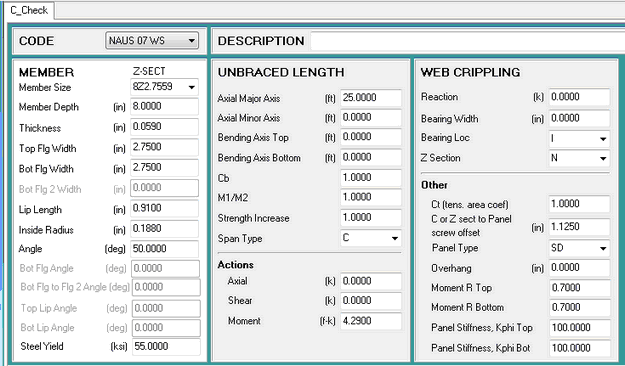 C_Check
CODE NAUS 07 WS DESCRIPTION
MEMBER Z-SECT
Member Size 8Z2.7559
Member Depth (in) 8.0000
Thickness (in) 0.0590
Top Flg Width (in) 2.7500
Bot Flg Width (in) 2.7500
Bot Flg 2 Width (in) 0.0000
Lip Length (in) 0.9100
Inside Radius (in) 0.1880
Angle (deg) 50.0000
Bot Flg Angle (deg) 0.0000
Bot Flg to Flg 2 Angle (deg) 0.0000
Top Lip Angle (deg) 0.0000
Bot Lip Angle (deg) 0.0000
Steel Yield (ksi) 55.0000
UNBRACED LENGTH
Axial Major Axis (ft) 25.0000
Axial Minor Axis (ft) 0.0000
Bending Axis Top (ft) 0.0000
Bending Axis Bottom (ft) 0.0000
Cb 1.0000
M1/M2 1.0000
Strength Increase 1.0000
Span Type C
Actions
Axial (k) 0.0000
Shear (k) 0.0000
Moment (f-k) 4.2900
WEB CRIPPLING
Reaction (k) 0.0000
Bearing Width (in) 0.0000
Bearing Loc I
Z Section N
Other
Ct (tens. area coef) 1.0000
C or Z sect to Panel
screw offset (in) 1.1250
Panel Type SD
Overhang (in) 0.0000
Moment R Top 0.7000
Moment R Bottom 0.7000
Panel Stiffness, Kphi Top 100.0000
Panel Stiffness, Kphi Bot 100.0000